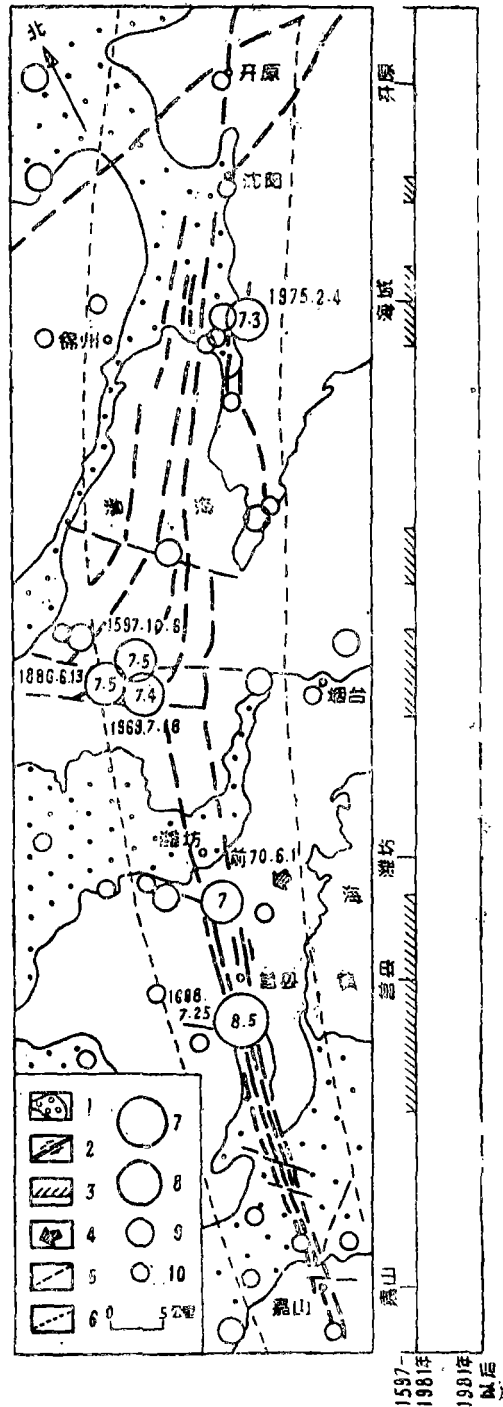 北
开原
沈阳
1975.2.4
7.3
锦州
渤
海
1597.10.6
7.5
1888.6.13
7.5
7.4
1969.7.18
烟台
潍坊
前70.6.1
7
海
黄
莒县
1668.
7.25
8.5
嘉山
1
2
3
4
5
6
7
8
9
10
0 5 公里
开原
海城
潍坊
莒县
嘉山
1597-
1981年
1981年
以后